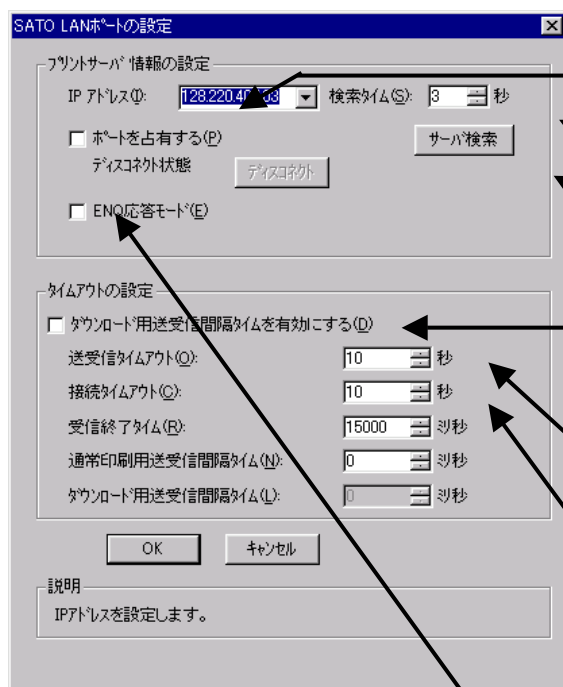 SATO LANﾎﾟｰﾄの設定
ﾌﾟﾘﾝﾄｻｰﾊﾞ情報の設定
IP ｱﾄﾞﾚｽ(I):
検索ﾀｲﾑ(S): 3 秒
ﾎﾟｰﾄを占有する(P)
ｻｰﾊﾞ検索
ﾃﾞｨｽｺﾈｸﾄ状態
ﾃﾞｨｽｺﾈｸﾄ
ENQ応答ﾓｰﾄﾞ(E)
ﾀｲﾑｱｳﾄの設定
ﾀﾞｳﾝﾛｰﾄﾞ用送受信間隔ﾀｲﾑを有効にする(D)
送受信ﾀｲﾑｱｳﾄ(O): 10 秒
接続ﾀｲﾑｱｳﾄ(C): 10 秒
受信終了ﾀｲﾑ(R): 15000 ﾐﾘ秒
通常印刷用送受信間隔ﾀｲﾑ(N): 0 ﾐﾘ秒
ﾀﾞｳﾝﾛｰﾄﾞ用送受信間隔ﾀｲﾑ(L): 0 ﾐﾘ秒
OK ｷｬﾝｾﾙ
説明
IPｱﾄﾞﾚｽを設定します。